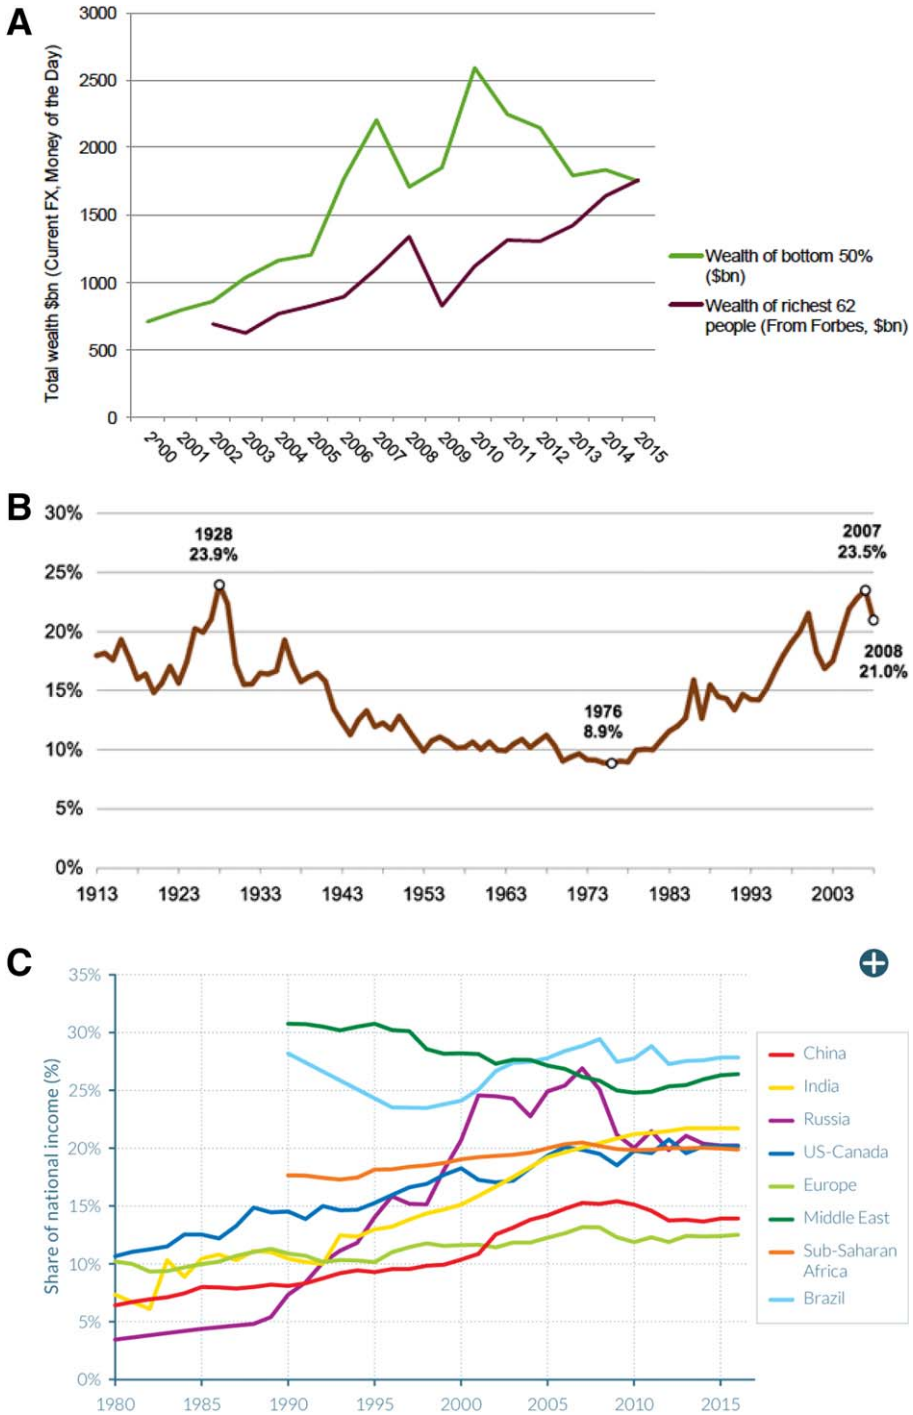 A
Total wealth $bn (Current FX, Money of the Day)
3000
2500
2000
1500
1000
500
0
2000 2001 2002 2003 2004 2005 2006 2007 2008 2009 2010 2011 2012 2013 2014 2015
Wealth of bottom 50%
($bn)
Wealth of richest 62
people (From Forbes, $bn)
B
30%
25%
20%
15%
10%
5%
0%
1928
23.9%
1976
8.9%
2007
23.5%
2008
21.0%
1913 1923 1933 1943 1953 1963 1973 1983 1993 2003
C
Share of national income (%)
35%
30%
25%
20%
15%
10%
5%
0%
1980 1985 1990 1995 2000 2005 2010 2015
China
India
Russia
US-Canada
Europe
Middle East
Sub-Saharan
Africa
Brazil